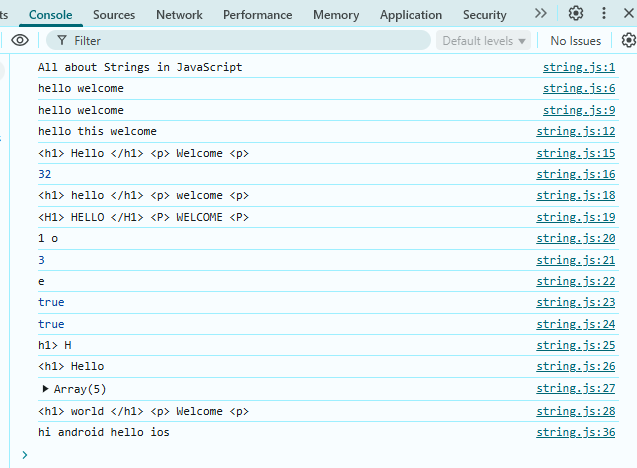 ts Console Sources Network Performance Memory Application Security
Filter Default levels No Issues
All about Strings in JavaScript string.js:1
hello welcome string.js:6
hello welcome string.js:9
hello this welcome string.js:12
<h1> Hello </h1> <p> Welcome <p> string.js:15
32 string.js:16
<h1> hello </h1> <p> welcome <p> string.js:18
<H1> HELLO </H1> <P> WELCOME <P> string.js:19
1 o string.js:20
3 string.js:21
e string.js:22
true string.js:23
true string.js:24
h1> H string.js:25
<h1> Hello string.js:26
Array(5) string.js:27
<h1> world </h1> <p> Welcome <p> string.js:28
hi android hello ios string.js:36